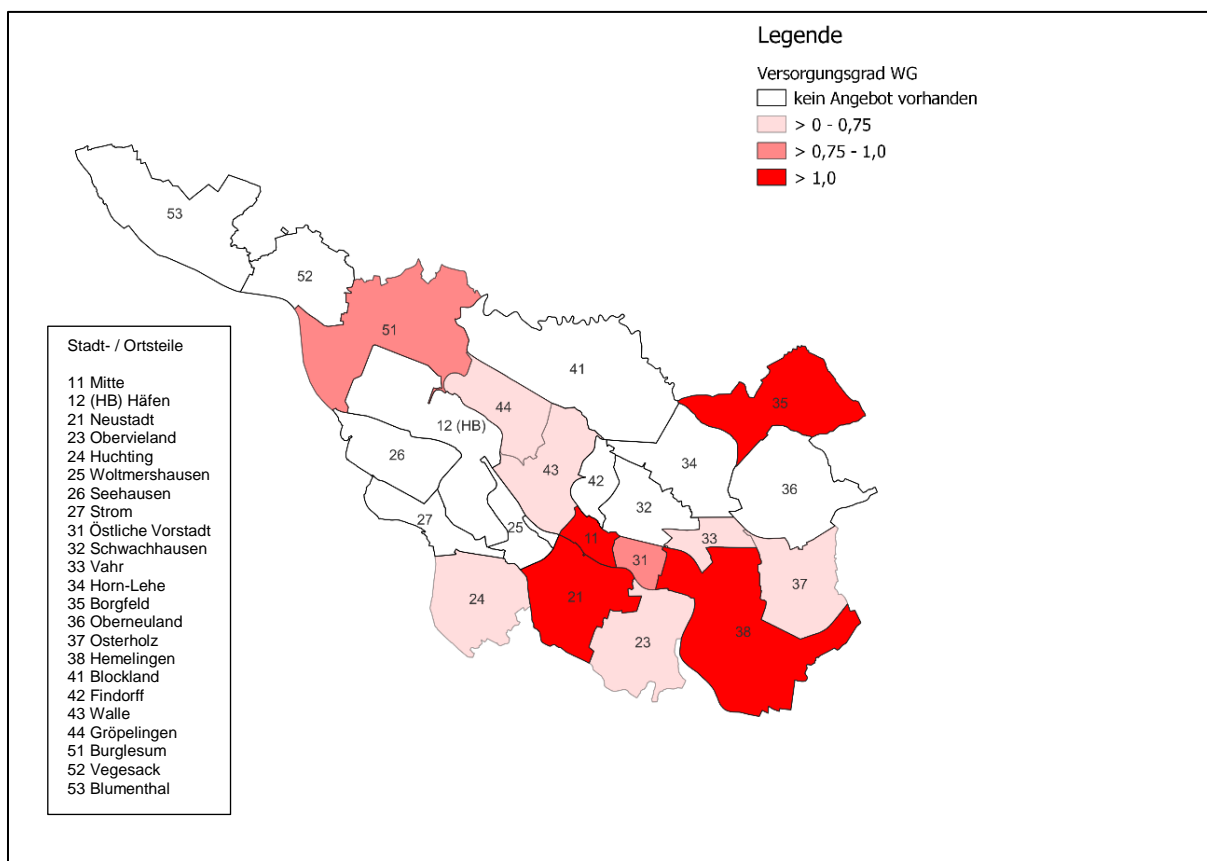 Legende
Versorgungsgrad WG
kein Angebot vorhanden
> 0 - 0,75
> 0,75 - 1,0
> 1,0
53
52
51
41
35
44
12 (HB)
34
26
43
42
36
32
27
25
11
33
31
37
24
21
23
38
Stadt- / Ortsteile
11 Mitte
12 (HB) Häfen
21 Neustadt
23 Obervieland
24 Huchting
25 Woltmershausen
26 Seehausen
27 Strom
31 Östliche Vorstadt
32 Schwachhausen
33 Vahr
34 Horn-Lehe
35 Borgfeld
36 Oberneuland
37 Osterholz
38 Hemelingen
41 Blockland
42 Findorff
43 Walle
44 Gröpelingen
51 Burglesum
52 Vegesack
53 Blumenthal